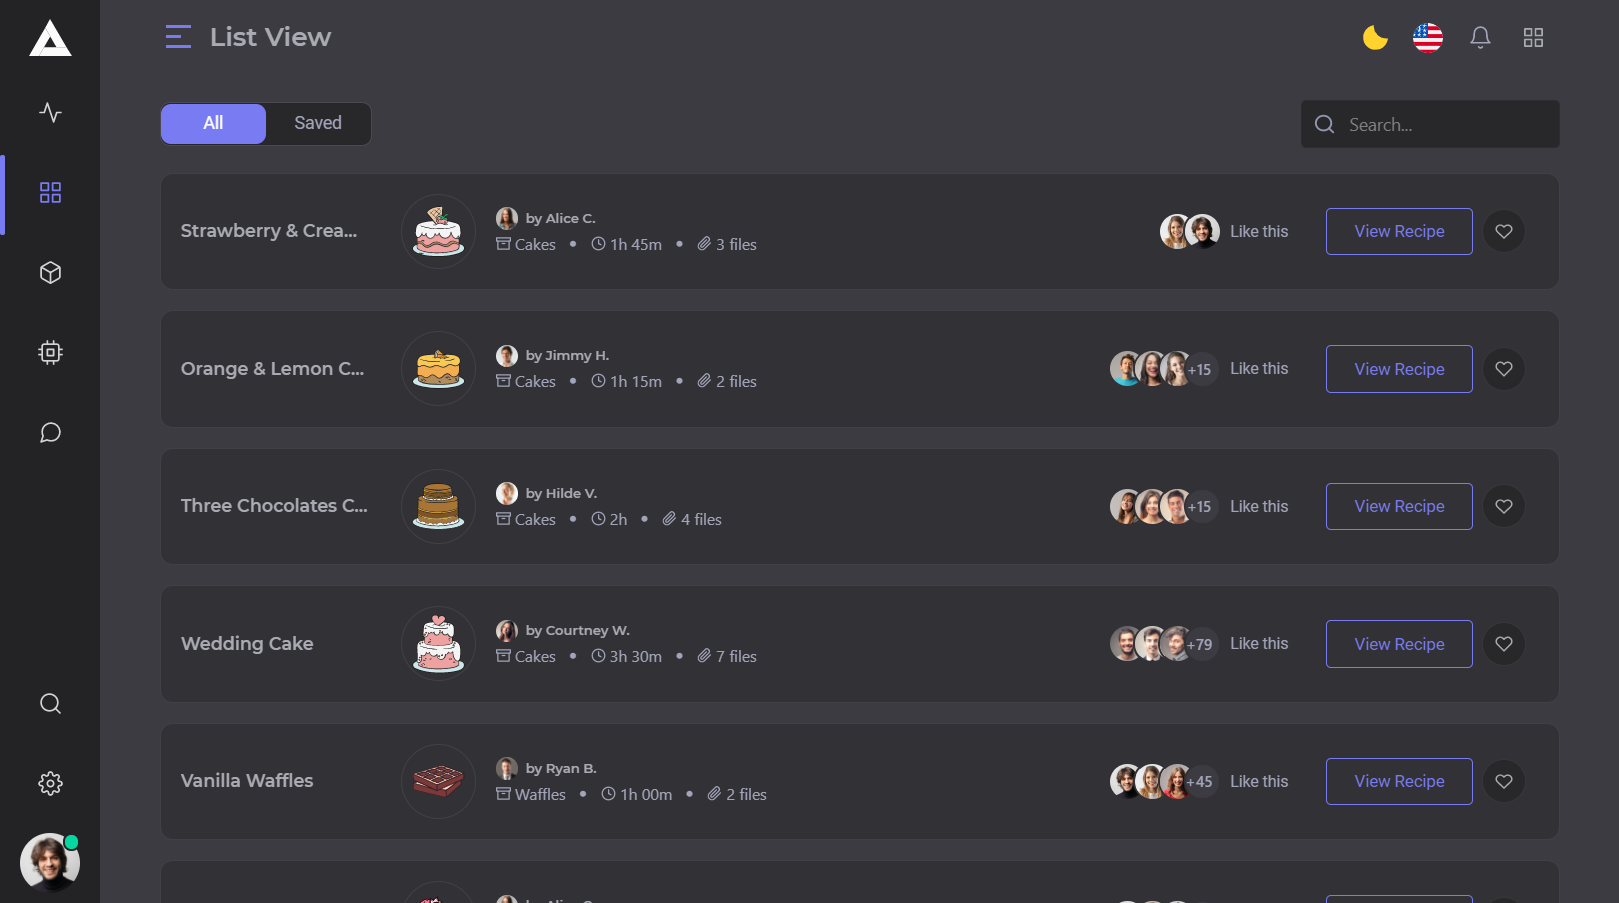 List View
All
Saved
Search...
Strawberry & Crea...
by Alice C.
Cakes • 1h 45m • 3 files
Like this
View Recipe
Orange & Lemon C...
by Jimmy H.
Cakes • 1h 15m • 2 files
+15
Like this
View Recipe
Three Chocolates C...
by Hilde V.
Cakes • 2h • 4 files
+15
Like this
View Recipe
Wedding Cake
by Courtney W.
Cakes • 3h 30m • 7 files
+79
Like this
View Recipe
Vanilla Waffles
by Ryan B.
Waffles • 1h 00m • 2 files
+45
Like this
View Recipe